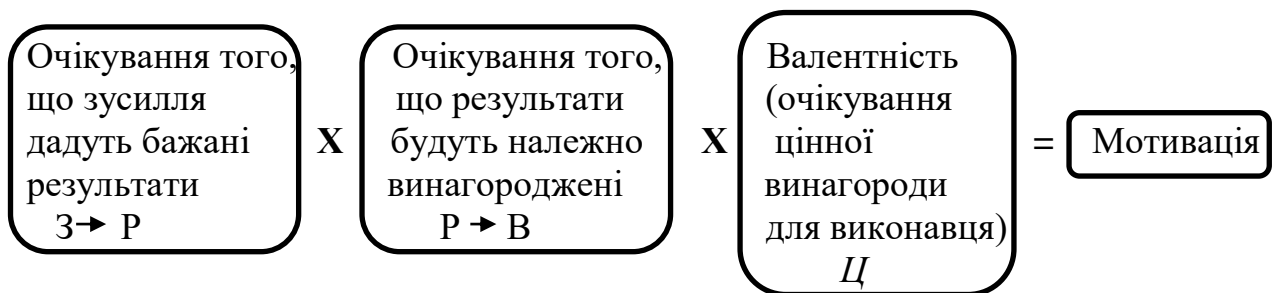 Очікування того,
що зусилля
дадуть бажані
результати
З→ Р
X
Очікування того,
що результати
будуть належно
винагороджені
Р → В
X
Валентність
(очікування
цінної
винагороди
для виконавця)
Ц
=
Мотивація